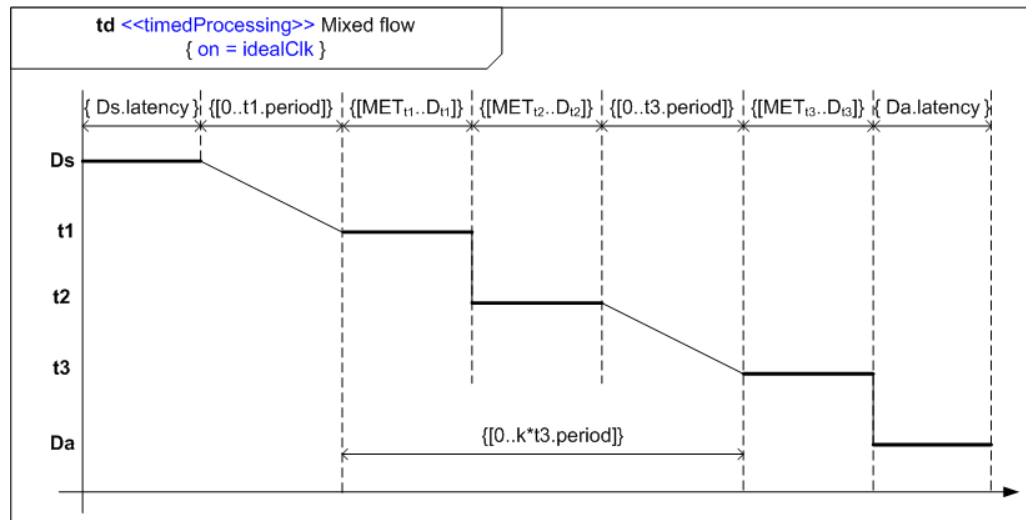 td <<timedProcessing>> Mixed flow
{ on = idealClk }
{ Ds.latency } {[0..t1.period]} {[METt1..Dt1]} {[METt2..Dt2]} {[0..t3.period]} {[METt3..Dt3]} { Da.latency }
Ds
t1
t2
t3
{[0..k*t3.period]}
Da